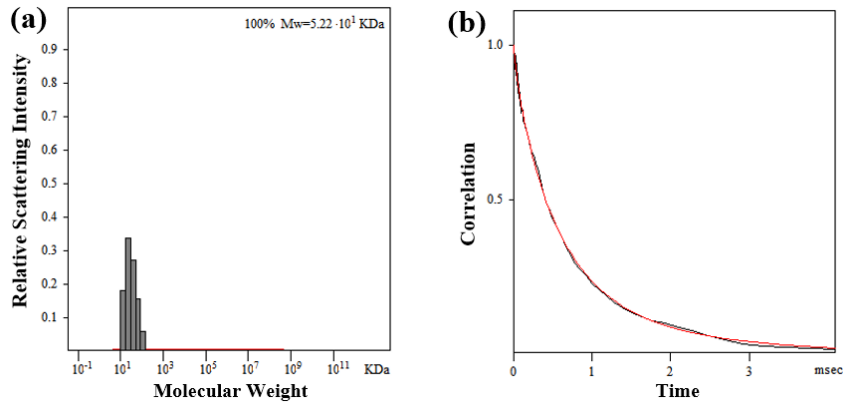 (a)
100% Mw=5.22 ·10¹ KDa
Relative Scattering Intensity
0.9
0.8
0.7
0.6
0.5
0.4
0.3
0.2
0.1
10⁻¹ 10¹ 10³ 10⁵ 10⁷ 10⁹ 10¹¹ KDa
Molecular Weight
(b)
Correlation
1.0
0.5
0 1 2 3 msec
Time